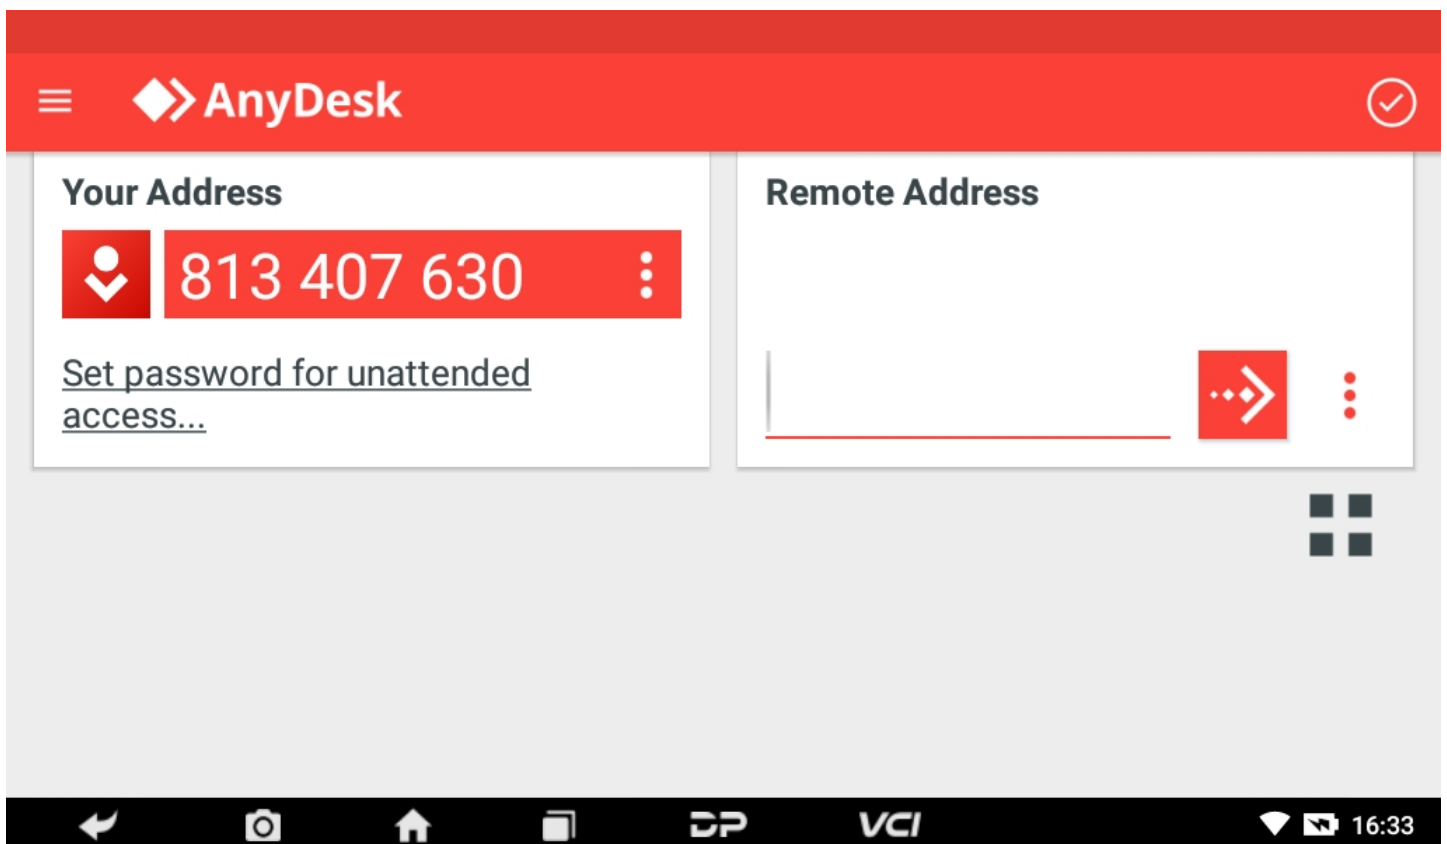 AnyDesk
Your Address
813 407 630
Set password for unattended
access...
Remote Address
DP
VCI
16:33